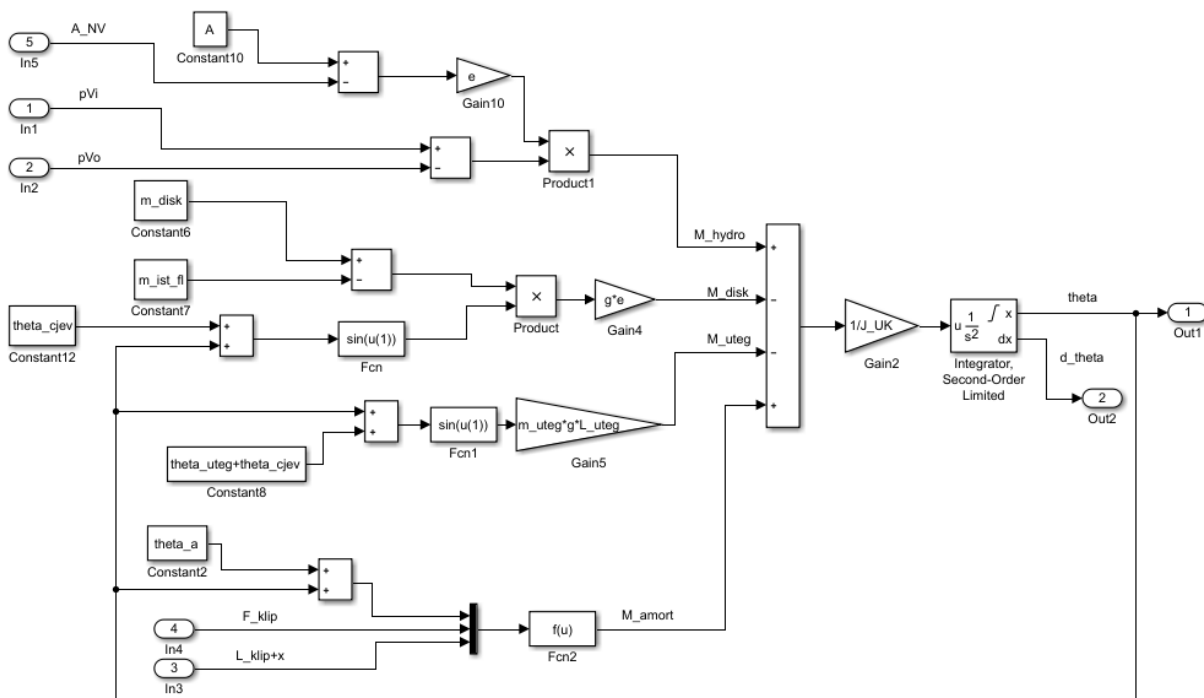 5
A_NV
In5
A
Constant10
+
−
e
Gain10
1
pVi
In1
2
pVo
In2
+
−
×
Product1
m_disk
Constant6
m_ist_fl
Constant7
+
−
×
Product
g*e
Gain4
theta_cjev
Constant12
+
+
sin(u(1))
Fcn
theta_uteg+theta_cjev
Constant8
+
+
sin(u(1))
Fcn1
m_uteg*g*L_uteg
Gain5
theta_a
Constant2
+
+
4
F_klip
In4
3
L_klip+x
In3
f(u)
Fcn2
M_hydro
+
M_disk
−
M_uteg
−
M_amort
+
1/J_UK
Gain2
u 1/s² ∫ x
dx
Integrator,
Second-Order
Limited
theta
1
Out1
d_theta
2
Out2